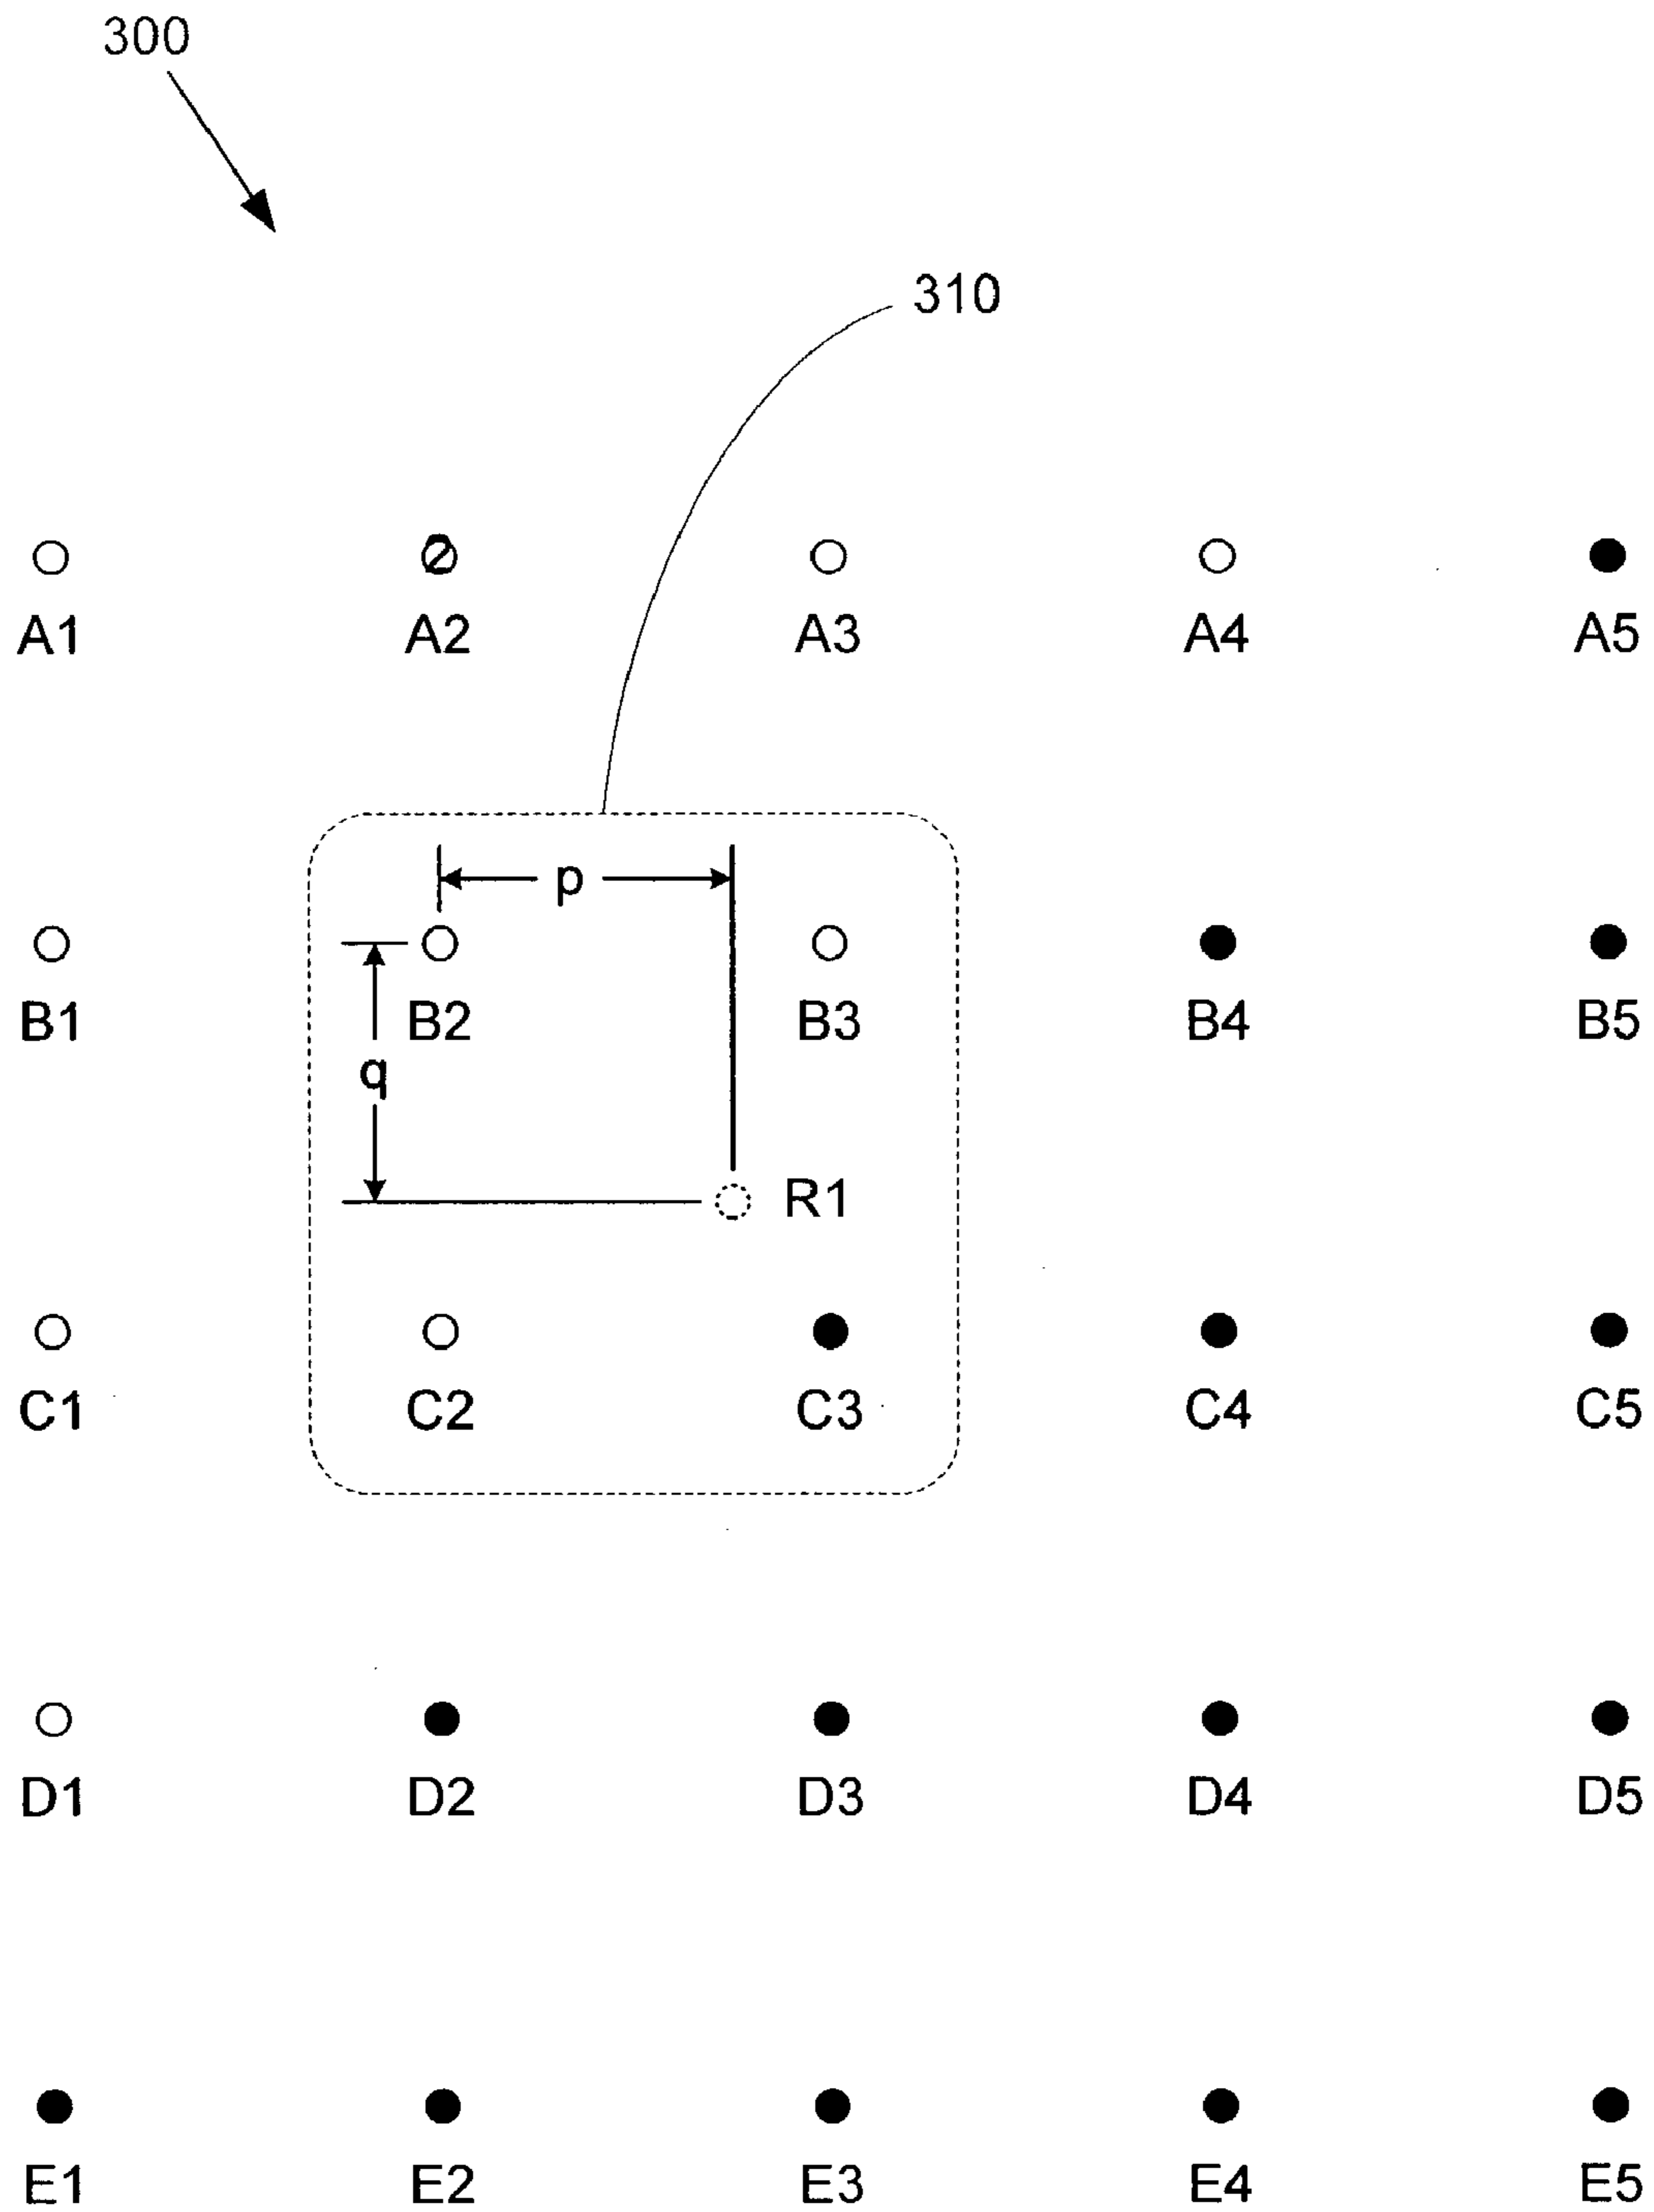 300
310
A1 A2 A3 A4 A5
p
B1 B2 B3 B4 B5
q
R1
C1 C2 C3 C4 C5
D1 D2 D3 D4 D5
E1 E2 E3 E4 E5